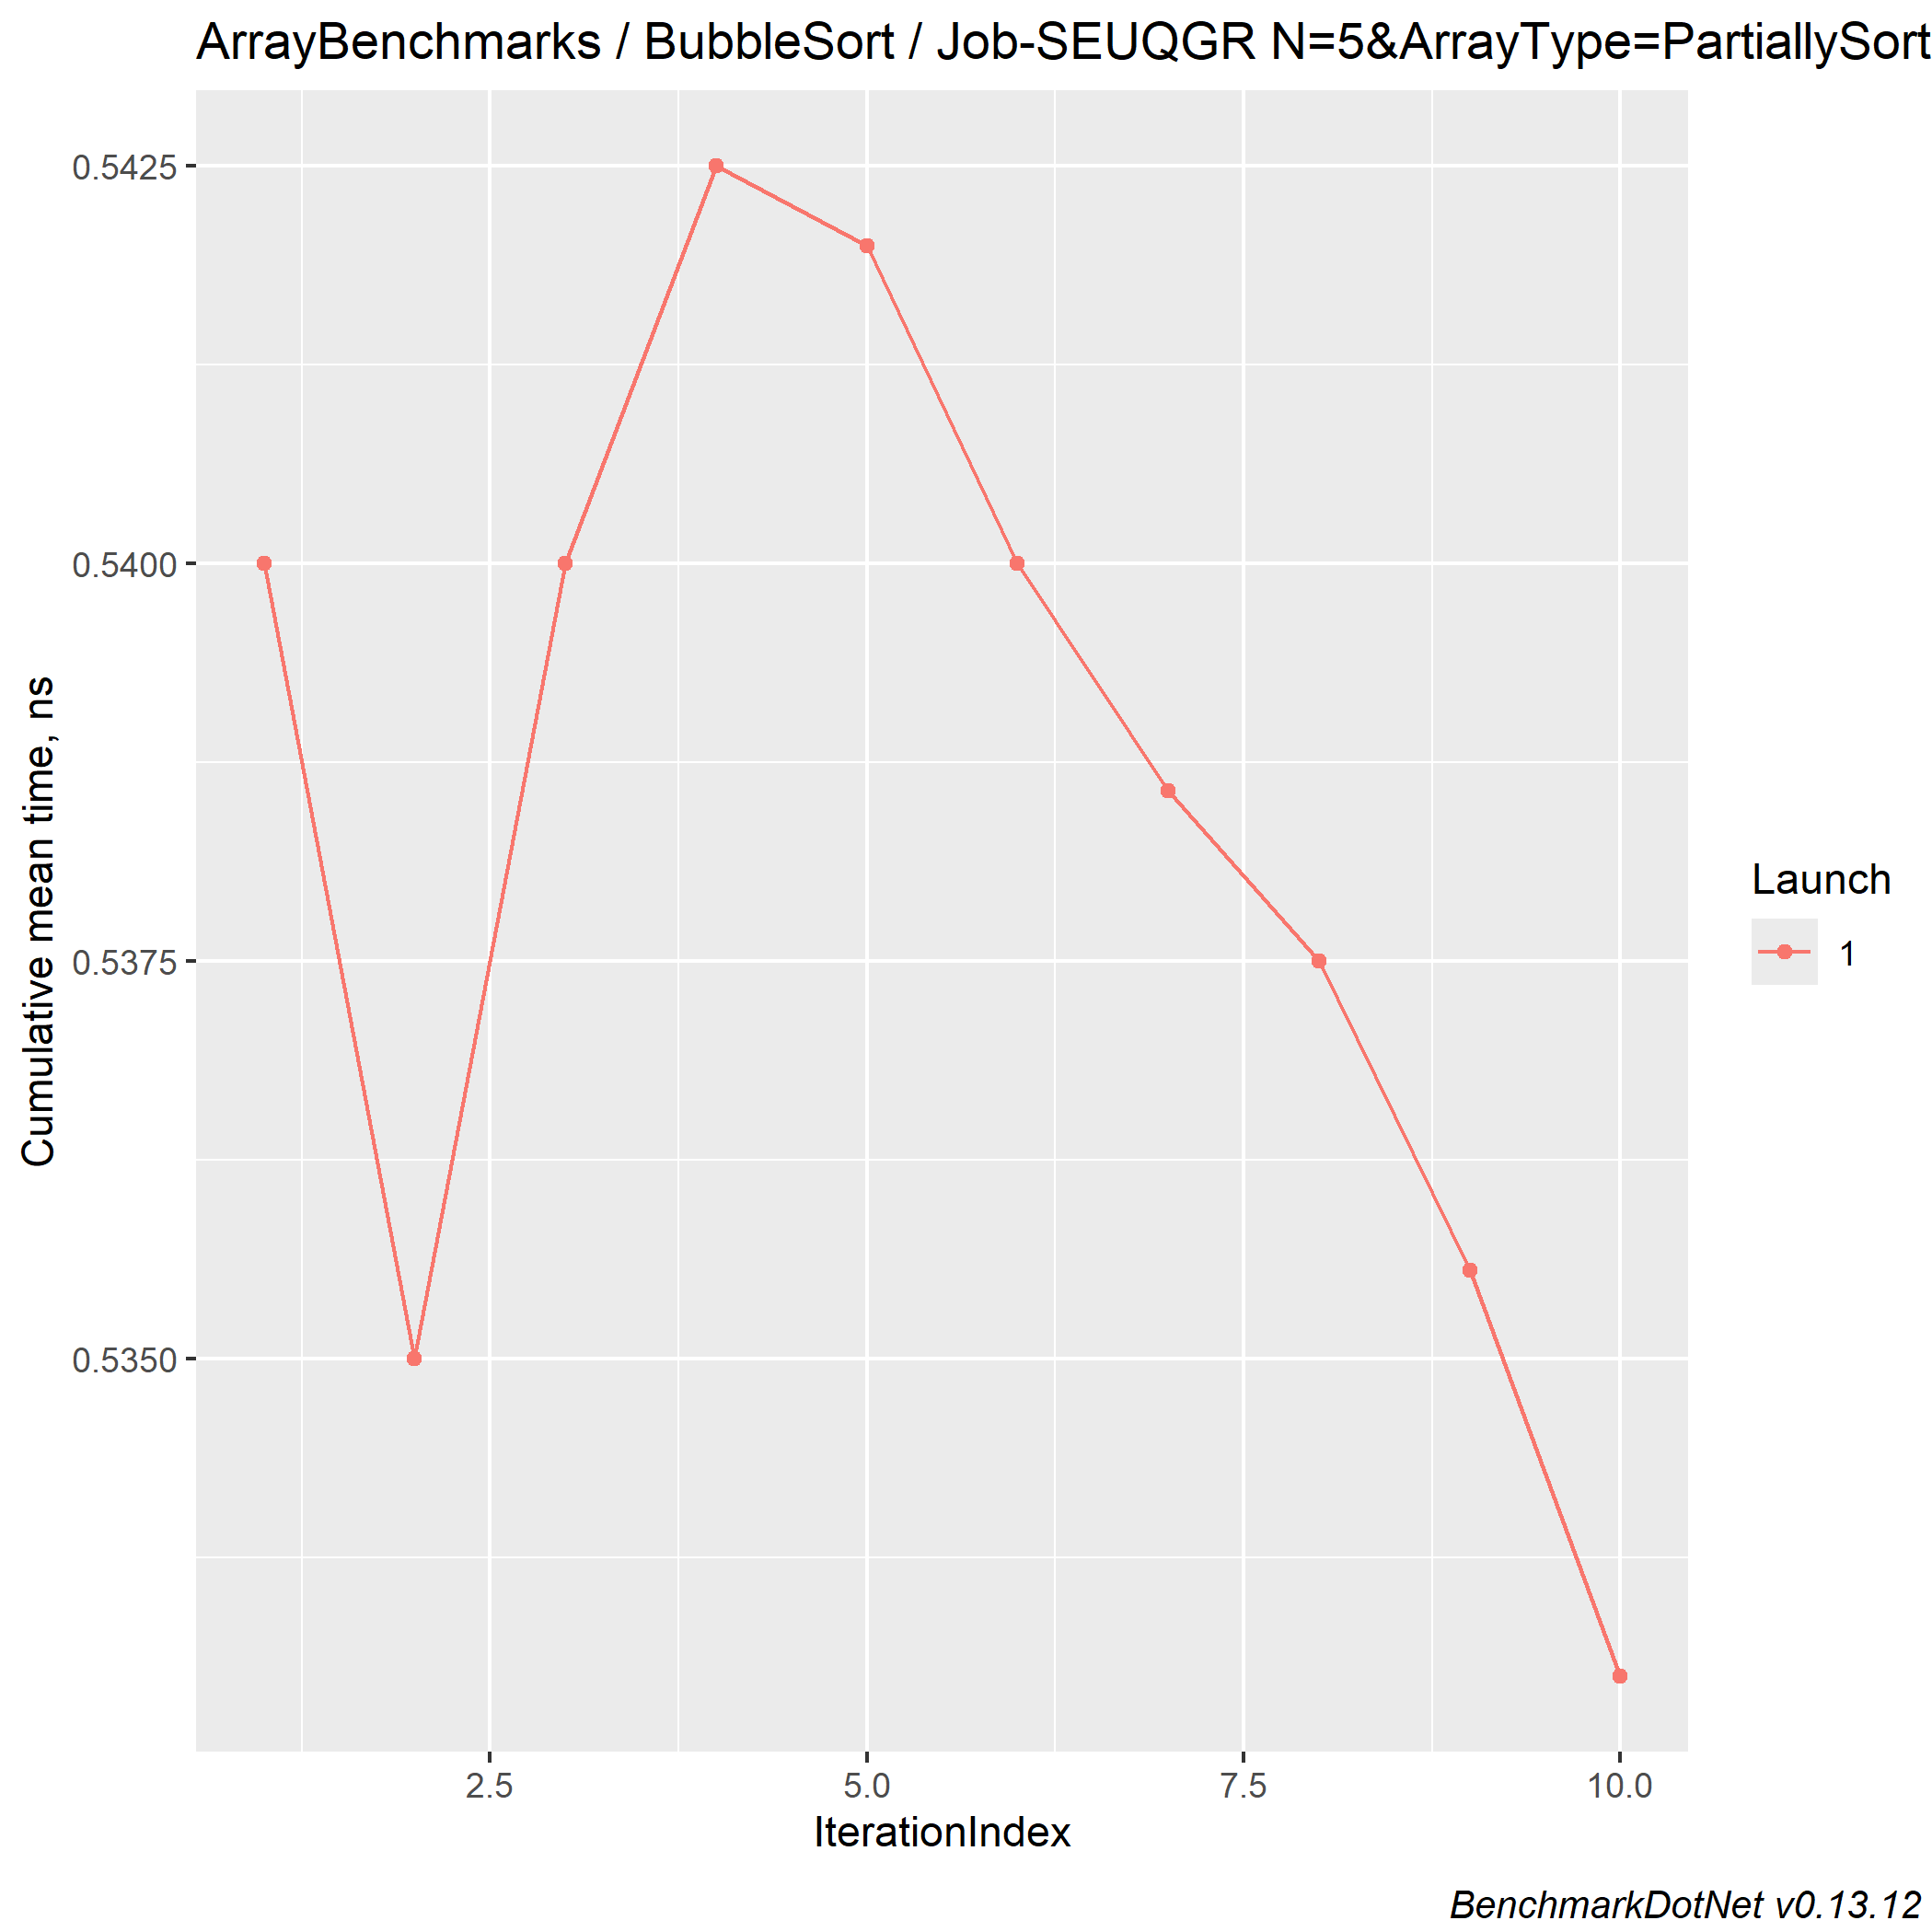 ArrayBenchmarks / BubbleSort / Job-SEUQGR N=5&ArrayType=PartiallySort
0.5425
0.5400
0.5375
0.5350
Cumulative mean time, ns
2.5 5.0 7.5 10.0
IterationIndex
Launch
1
BenchmarkDotNet v0.13.12